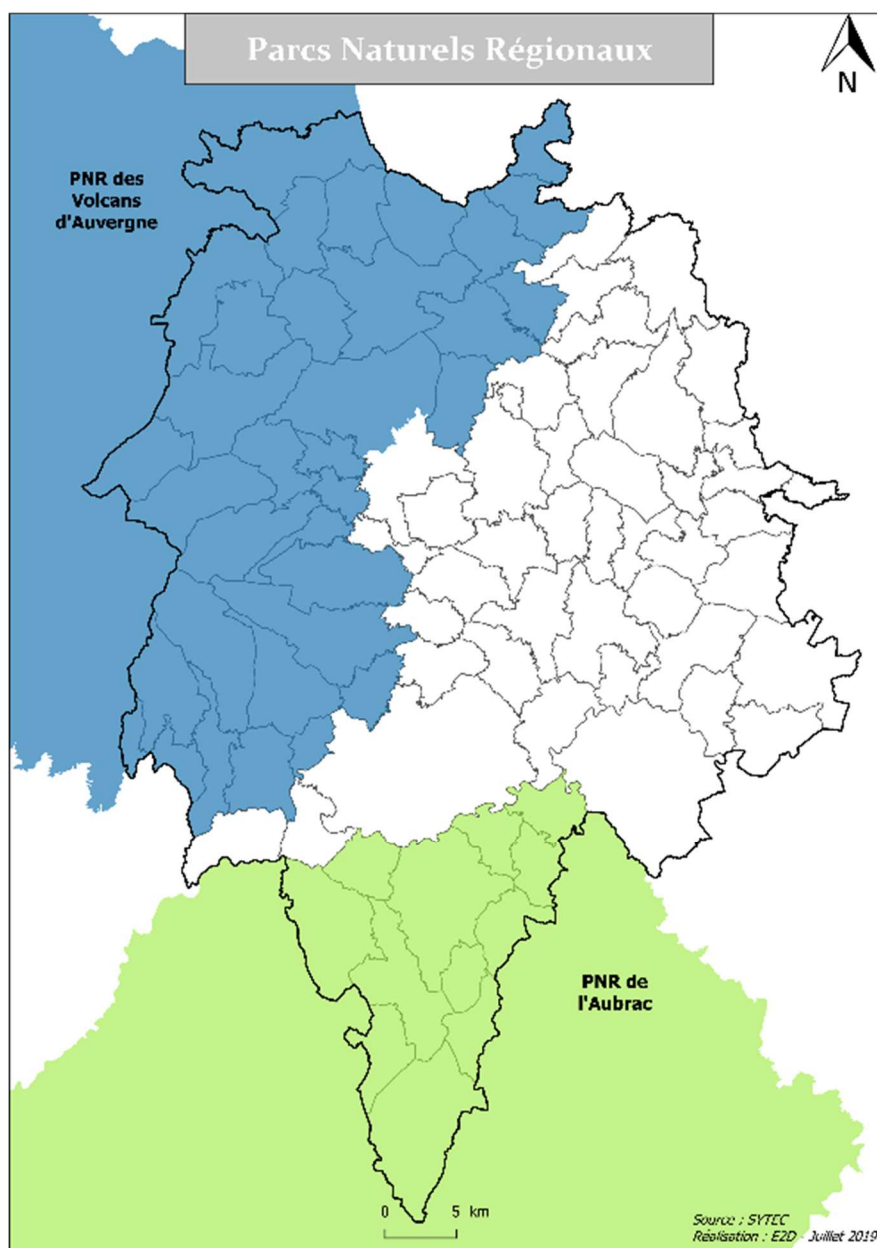 Parcs Naturels Régionaux
N
PNR des
Volcans
d'Auvergne
PNR de
l'Aubrac
0 5 km
Source : SYTEC
Réalisation : E2D - Juillet 2019